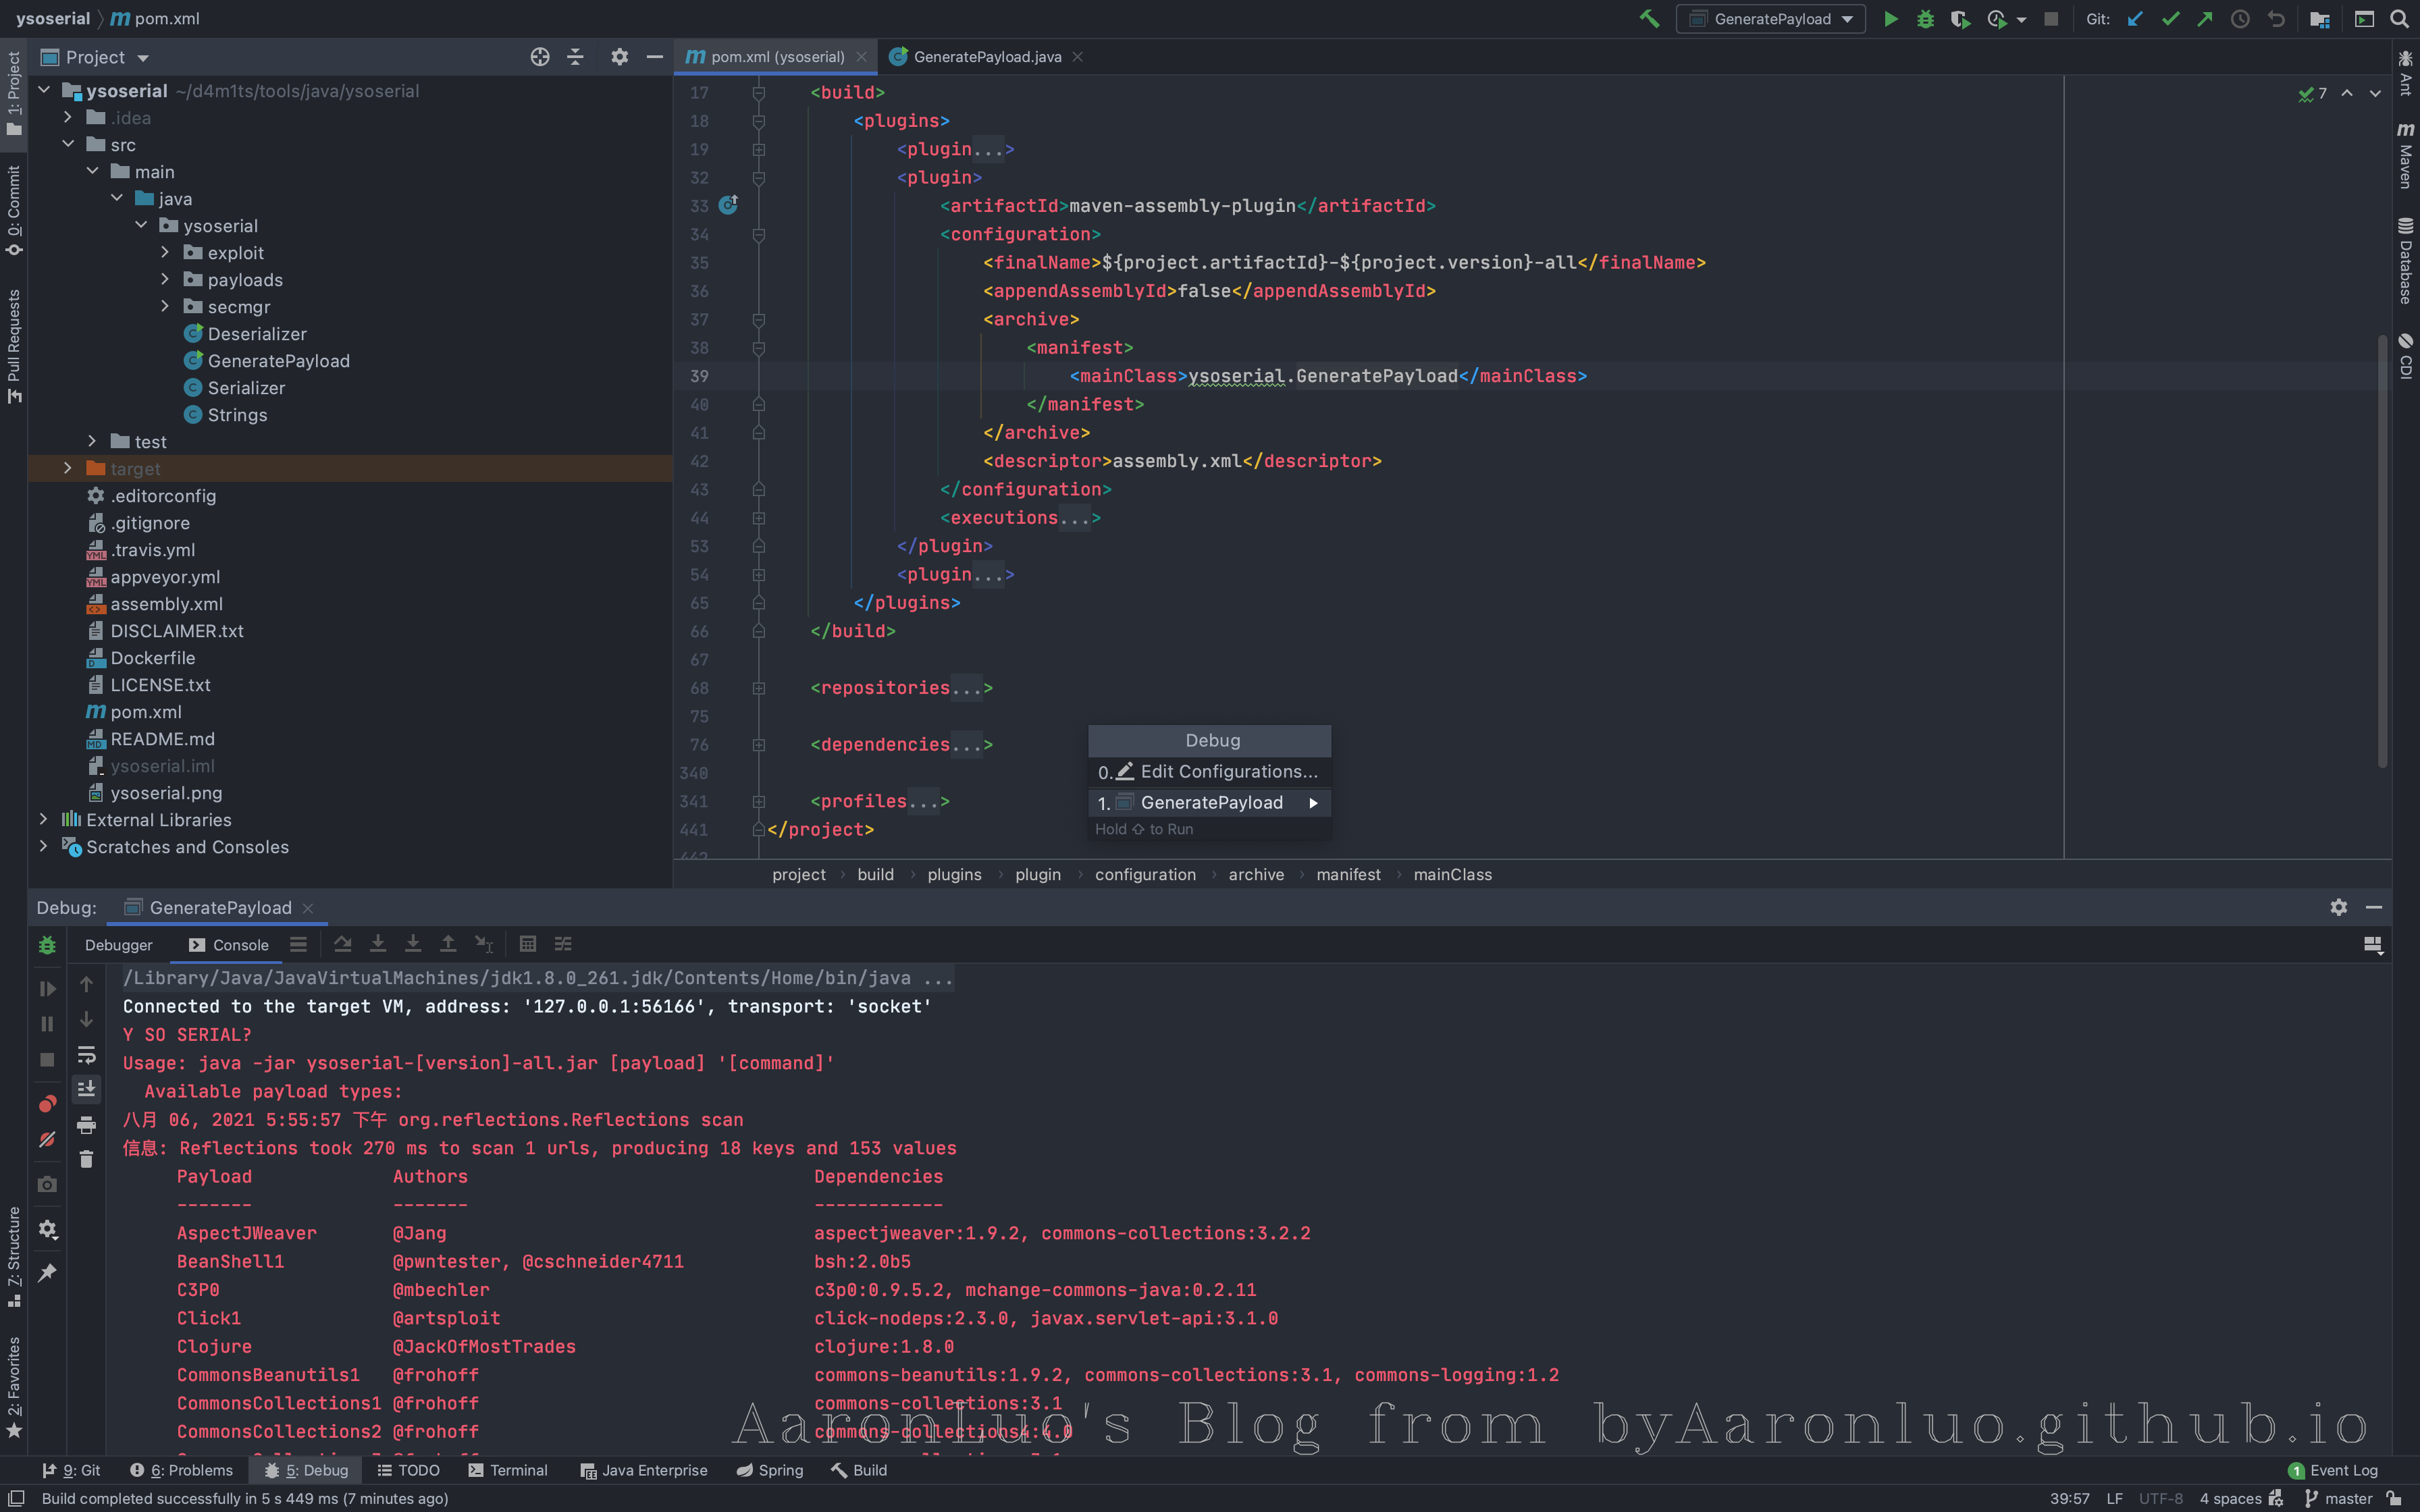 ysoserial pom.xml
GeneratePayload
Git:
1: Project
0: Commit
Pull Requests
7: Structure
2: Favorites
Project
ysoserial ~/d4m1ts/tools/java/ysoserial
.idea
src
main
java
ysoserial
exploit
payloads
secmgr
Deserializer
GeneratePayload
Serializer
Strings
test
target
.editorconfig
.gitignore
.travis.yml
appveyor.yml
assembly.xml
DISCLAIMER.txt
Dockerfile
LICENSE.txt
pom.xml
README.md
ysoserial.iml
ysoserial.png
External Libraries
Scratches and Consoles
pom.xml (ysoserial)
GeneratePayload.java
7
17 <build>
18 <plugins>
19 <plugin...>
32 <plugin>
33 <artifactId>maven-assembly-plugin</artifactId>
34 <configuration>
35 <finalName>${project.artifactId}-${project.version}-all</finalName>
36 <appendAssemblyId>false</appendAssemblyId>
37 <archive>
38 <manifest>
39 <mainClass>ysoserial.GeneratePayload</mainClass>
40 </manifest>
41 </archive>
42 <descriptor>assembly.xml</descriptor>
43 </configuration>
44 <executions...>
53 </plugin>
54 <plugin...>
65 </plugins>
66 </build>
67
68 <repositories...>
75
76 <dependencies...>
340
341 <profiles...>
441 </project>
442
Debug
0. Edit Configurations...
1. GeneratePayload
Hold ⇧ to Run
project › build › plugins › plugin › configuration › archive › manifest › mainClass
Ant
Maven
Database
CDI
Debug: GeneratePayload
Debugger Console
/Library/Java/JavaVirtualMachines/jdk1.8.0_261.jdk/Contents/Home/bin/java ...
Connected to the target VM, address: '127.0.0.1:56166', transport: 'socket'
Y SO SERIAL?
Usage: java -jar ysoserial-[version]-all.jar [payload] '[command]'
Available payload types:
八月 06, 2021 5:55:57 下午 org.reflections.Reflections scan
信息: Reflections took 270 ms to scan 1 urls, producing 18 keys and 153 values
Payload Authors Dependencies
------- ------- ------------
AspectJWeaver @Jang aspectjweaver:1.9.2, commons-collections:3.2.2
BeanShell1 @pwntester, @cschneider4711 bsh:2.0b5
C3P0 @mbechler c3p0:0.9.5.2, mchange-commons-java:0.2.11
Click1 @artsploit click-nodeps:2.3.0, javax.servlet-api:3.1.0
Clojure @JackOfMostTrades clojure:1.8.0
CommonsBeanutils1 @frohoff commons-beanutils:1.9.2, commons-collections:3.1, commons-logging:1.2
CommonsCollections1 @frohoff commons-collections:3.1
CommonsCollections2 @frohoff commons-collections4:4.0
AaronLuo's Blog from byAaronluo.github.io
9: Git 6: Problems 5: Debug TODO Terminal Java Enterprise Spring Build
1 Event Log
Build completed successfully in 5 s 449 ms (7 minutes ago)
39:57 LF UTF-8 4 spaces master